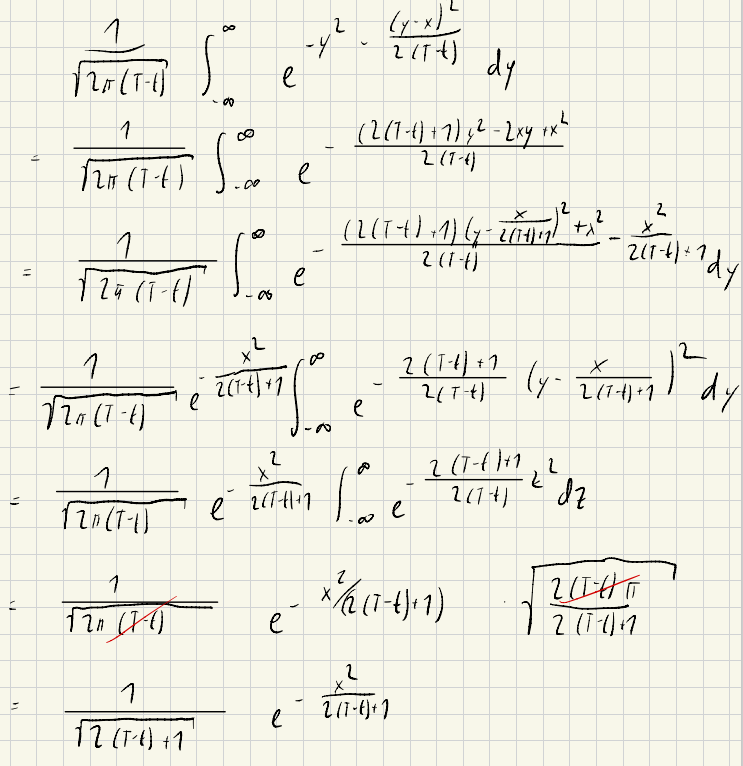 \frac{1}{\sqrt{2\pi(T-t)}} \int_{-\infty}^{\infty} e^{-y^2 - \frac{(y-x)^2}{2(T-t)}} dy
= \frac{1}{\sqrt{2\pi(T-t)}} \int_{-\infty}^{\infty} e^{-\frac{(2(T-t)+1)y^2 - 2xy + x^2}{2(T-t)}}
= \frac{1}{\sqrt{2\pi(T-t)}} \int_{-\infty}^{\infty} e^{-\frac{(2(T-t)+1)(y-\frac{x}{2(T-t)+1})^2 + x^2}{2(T-t)} - \frac{x^2}{2(T-t)+1}} dy
= \frac{1}{\sqrt{2\pi(T-t)}} e^{-\frac{x^2}{2(T-t)+1}} \int_{-\infty}^{\infty} e^{-\frac{2(T-t)+1}{2(T-t)} (y-\frac{x}{2(T-t)+1})^2} dy
= \frac{1}{\sqrt{2\pi(T-t)}} e^{-\frac{x^2}{2(T-t)+1}} \int_{-\infty}^{\infty} e^{-\frac{2(T-t)+1}{2(T-t)} z^2} dz
= \frac{1}{\sqrt{2\pi(T-t)}} e^{-x^2/(2(T-t)+1)} \cdot \sqrt{\frac{2(T-t)\pi}{2(T-t)+1}}
= \frac{1}{\sqrt{2(T-t)+1}} e^{-\frac{x^2}{2(T-t)+1}}